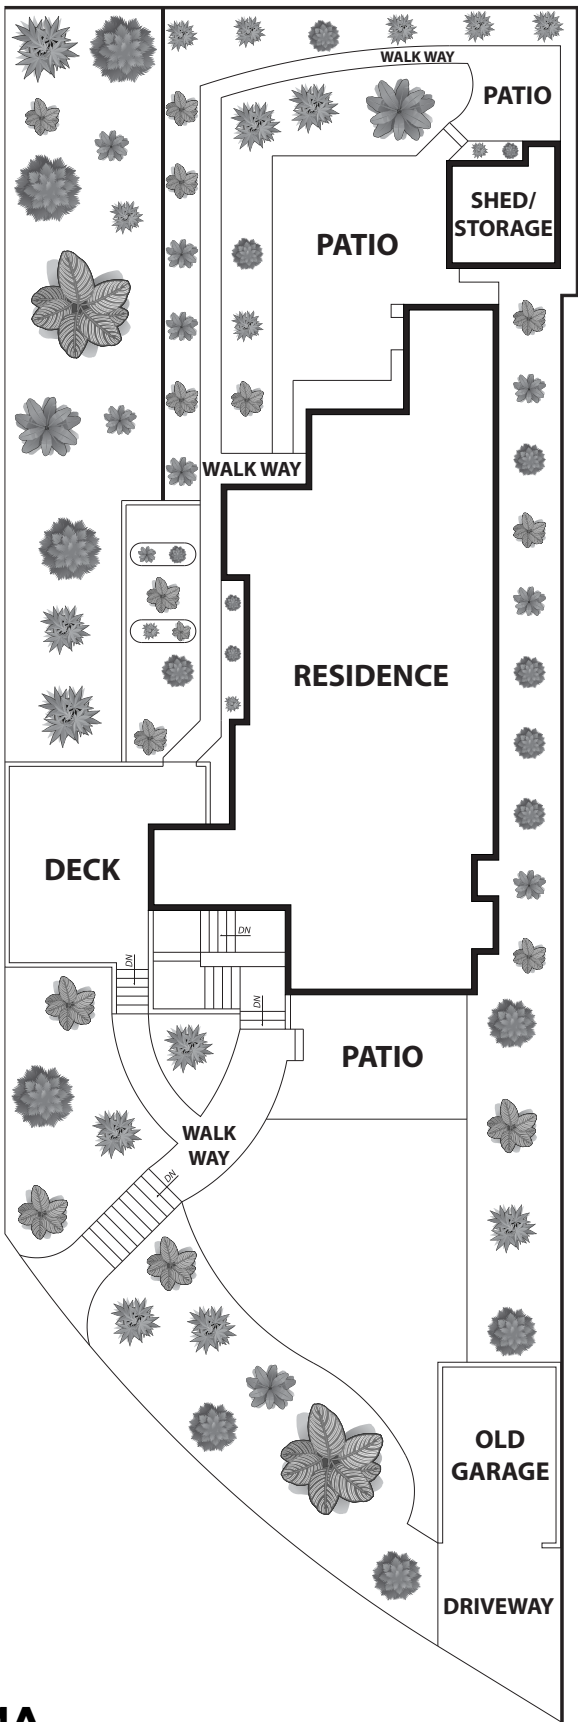 WALK WAY
PATIO
SHED/
STORAGE
PATIO
WALK WAY
RESIDENCE
DECK
DN
DN
DN
PATIO
WALK
WAY
DN
OLD
GARAGE
DRIVEWAY